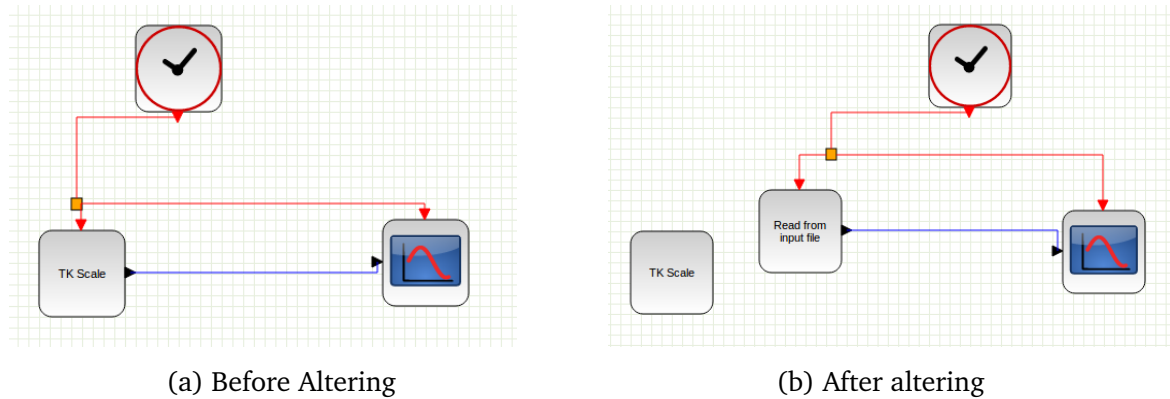 TK Scale
(a) Before Altering
Read from
input file
TK Scale
(b) After altering